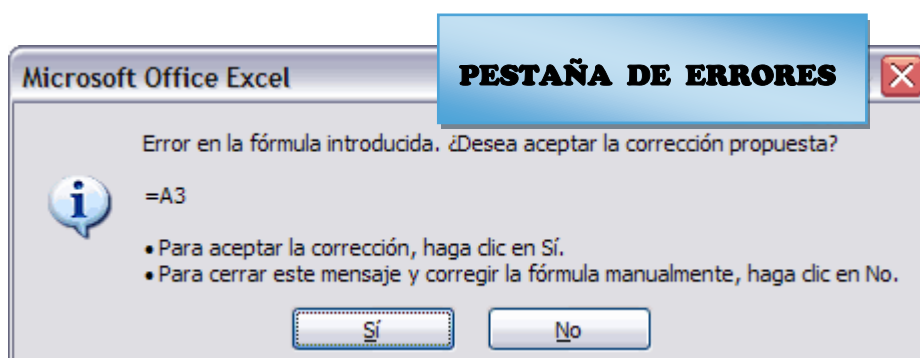 PESTAÑA DE ERRORES
Microsoft Office Excel
Error en la fórmula introducida. ¿Desea aceptar la corrección propuesta?
=A3
• Para aceptar la corrección, haga clic en Sí.
• Para cerrar este mensaje y corregir la fórmula manualmente, haga clic en No.
Sí
No